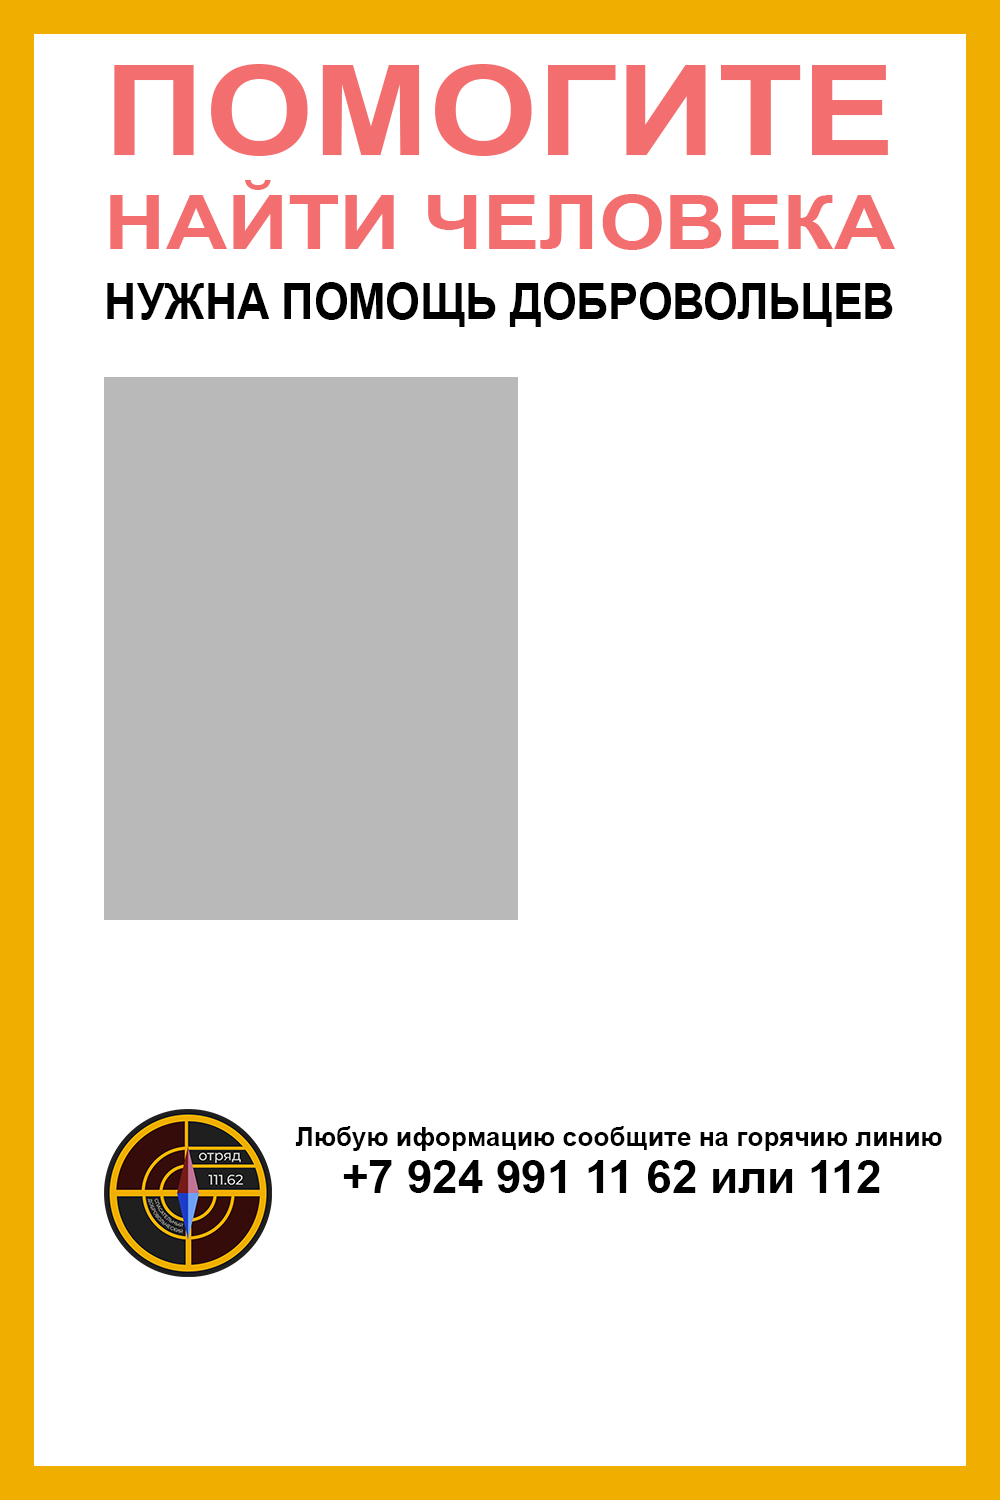 ПОМОГИТЕ
НАЙТИ ЧЕЛОВЕКА
НУЖНА ПОМОЩЬ ДОБРОВОЛЬЦЕВ
отряд
111.62
СПАСАТЕЛЬНЫЙ
ДОБРОВОЛЬЧЕСКИЙ
Любую иформацию сообщите на горячию линию
+7 924 991 11 62 или 112